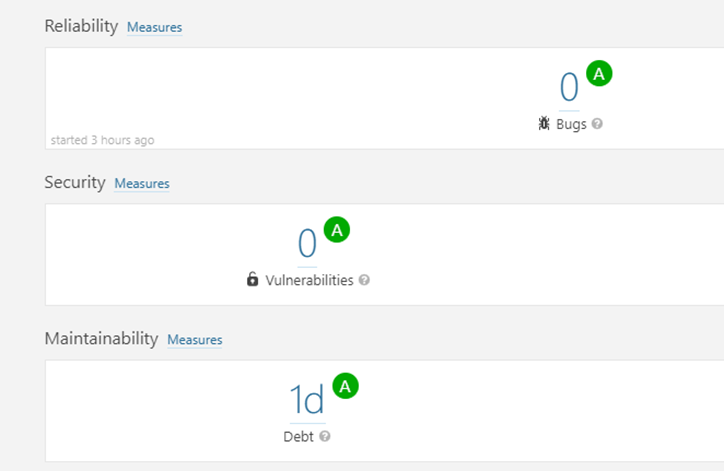 Reliability Measures
0 A
Bugs ?
started 3 hours ago
Security Measures
0 A
Vulnerabilities ?
Maintainability Measures
1d A
Debt ?